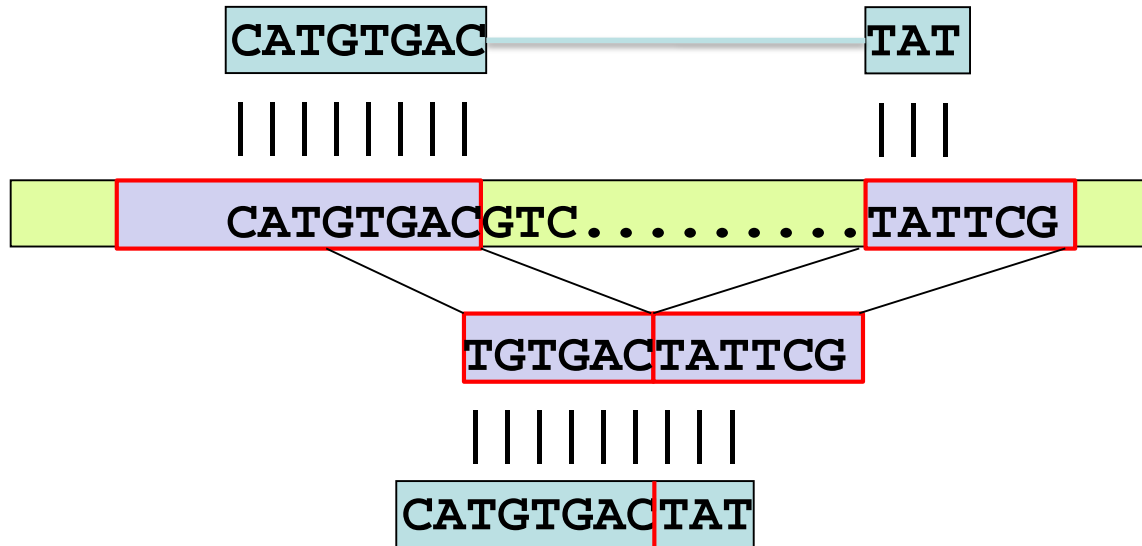 CATGTGAC TAT
CATGTGACGTC.........TATTCG
TGTGACTATTCG
CATGTGACTAT